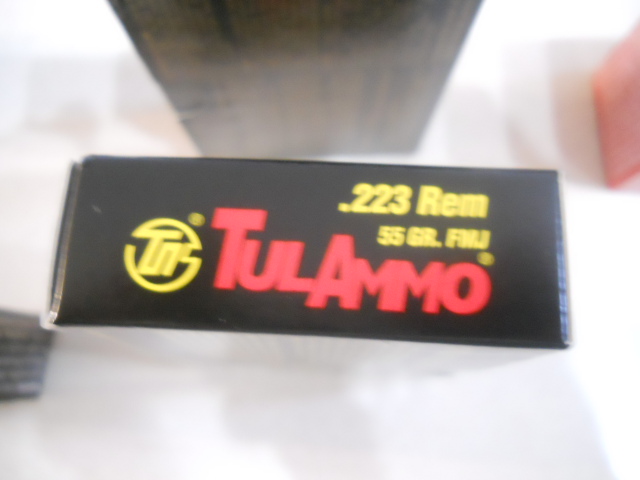 .223 Rem
55 GR. FMJ
TULAMMO